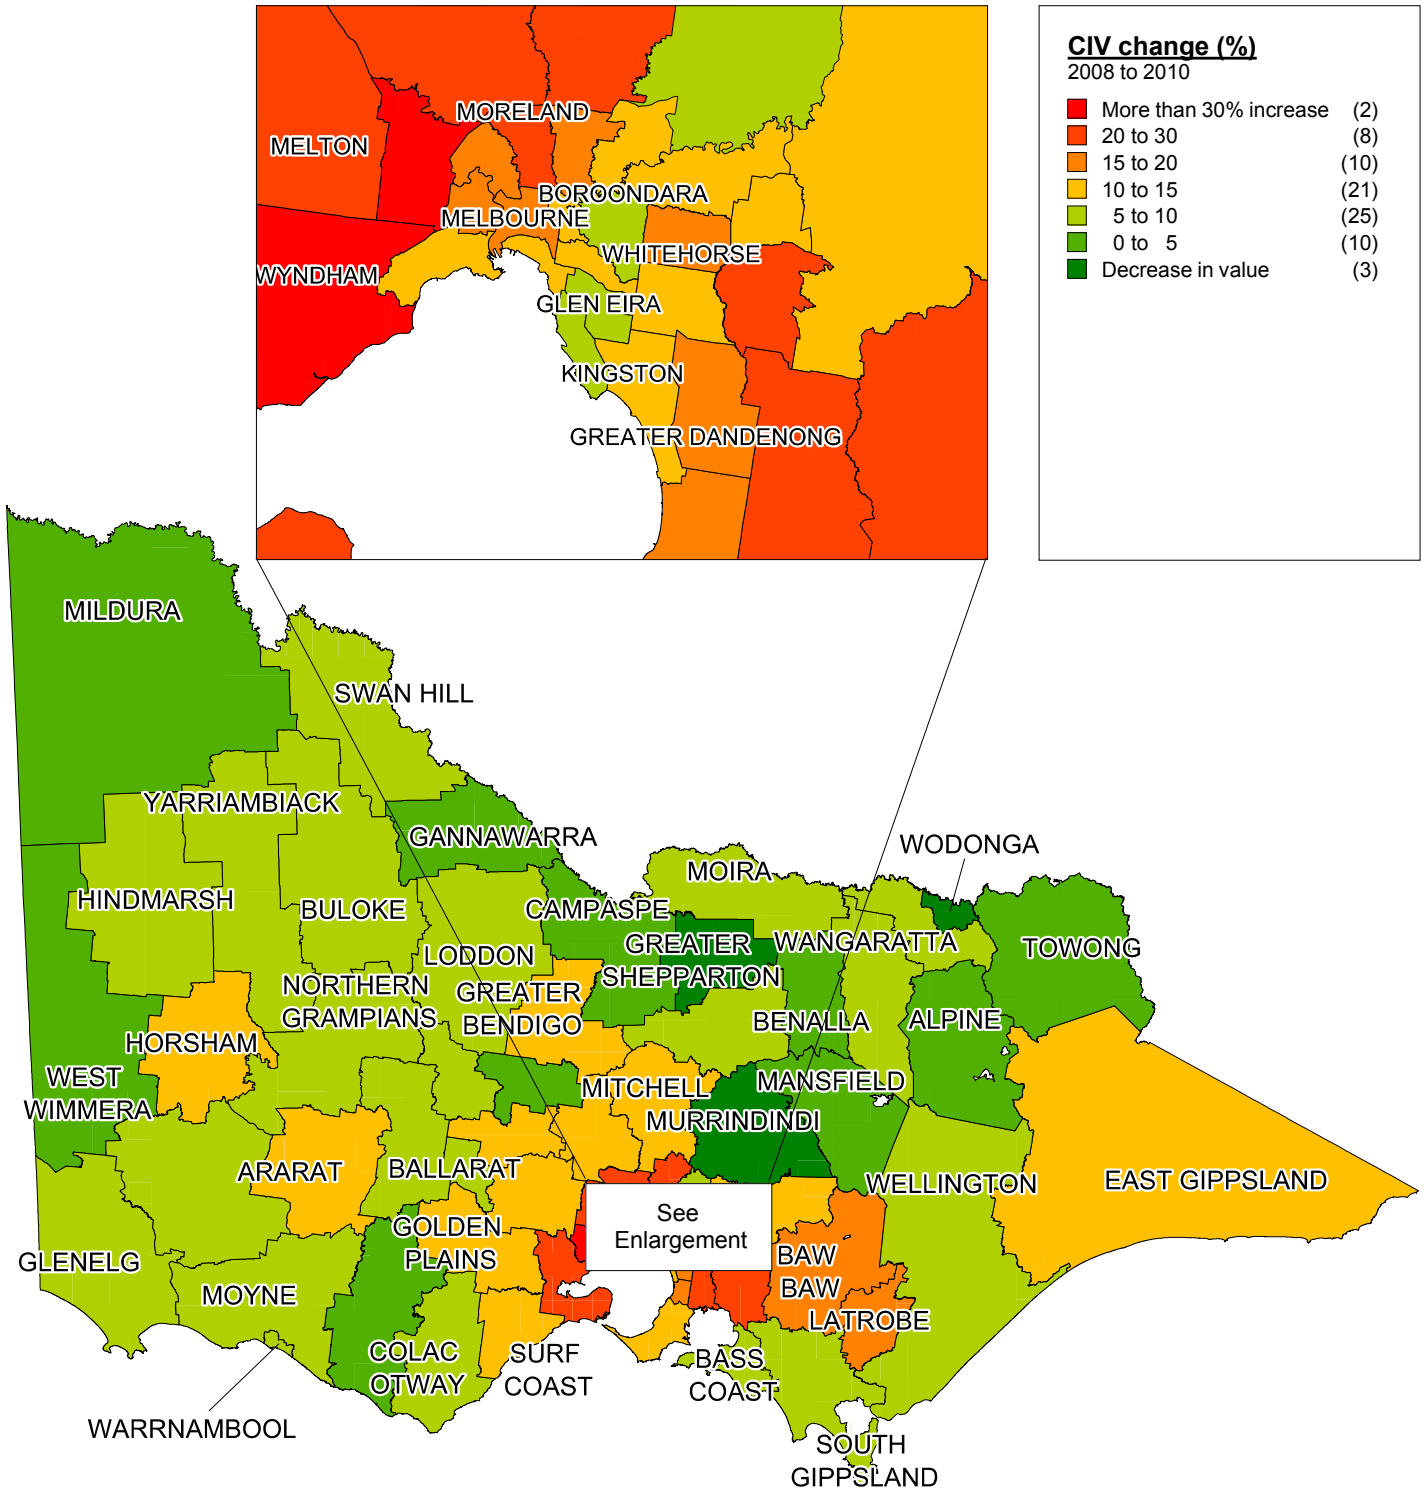 CIV change (%)
2008 to 2010
More than 30% increase (2)
20 to 30 (8)
15 to 20 (10)
10 to 15 (21)
5 to 10 (25)
0 to 5 (10)
Decrease in value (3)
MORELAND
MELTON
BOROONDARA
MELBOURNE
WHITEHORSE
WYNDHAM
GLEN EIRA
KINGSTON
GREATER DANDENONG
MILDURA
SWAN HILL
YARRIAMBIACK
GANNAWARRA
WODONGA
MOIRA
HINDMARSH
BULOKE
CAMPASPE
GREATER
SHEPPARTON
WANGARATTA
TOWONG
LODDON
NORTHERN
GRAMPIANS
GREATER
BENDIGO
BENALLA
ALPINE
HORSHAM
WEST
WIMMERA
MITCHELL
MANSFIELD
MURRINDINDI
ARARAT
BALLARAT
WELLINGTON
EAST GIPPSLAND
See
Enlargement
GOLDEN
PLAINS
GLENELG
BAW
BAW
MOYNE
LATROBE
COLAC
OTWAY
SURF
COAST
BASS
COAST
WARRNAMBOOL
SOUTH
GIPPSLAND